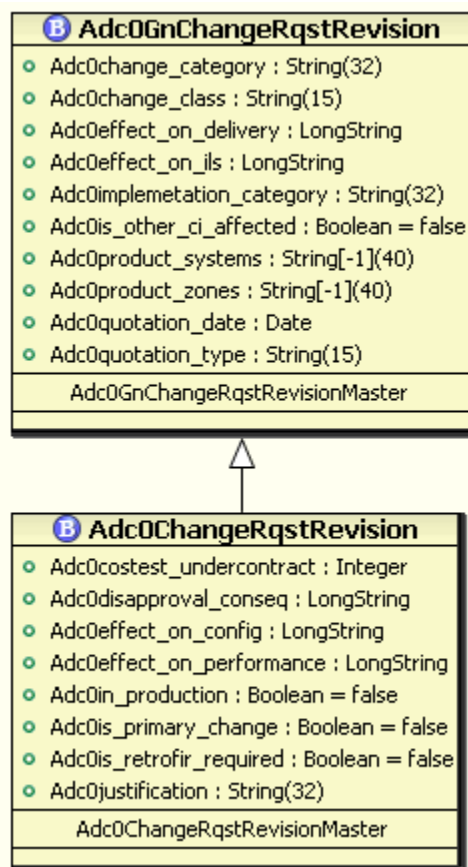 B Adc0GnChangeRqstRevision
Adc0change_category : String(32)
Adc0change_class : String(15)
Adc0effect_on_delivery : LongString
Adc0effect_on_ils : LongString
Adc0implemetation_category : String(32)
Adc0is_other_ci_affected : Boolean = false
Adc0product_systems : String[-1](40)
Adc0product_zones : String[-1](40)
Adc0quotation_date : Date
Adc0quotation_type : String(15)
Adc0GnChangeRqstRevisionMaster
B Adc0ChangeRqstRevision
Adc0costest_undercontract : Integer
Adc0disapproval_conseq : LongString
Adc0effect_on_config : LongString
Adc0effect_on_performance : LongString
Adc0in_production : Boolean = false
Adc0is_primary_change : Boolean = false
Adc0is_retrofir_required : Boolean = false
Adc0justification : String(32)
Adc0ChangeRqstRevisionMaster